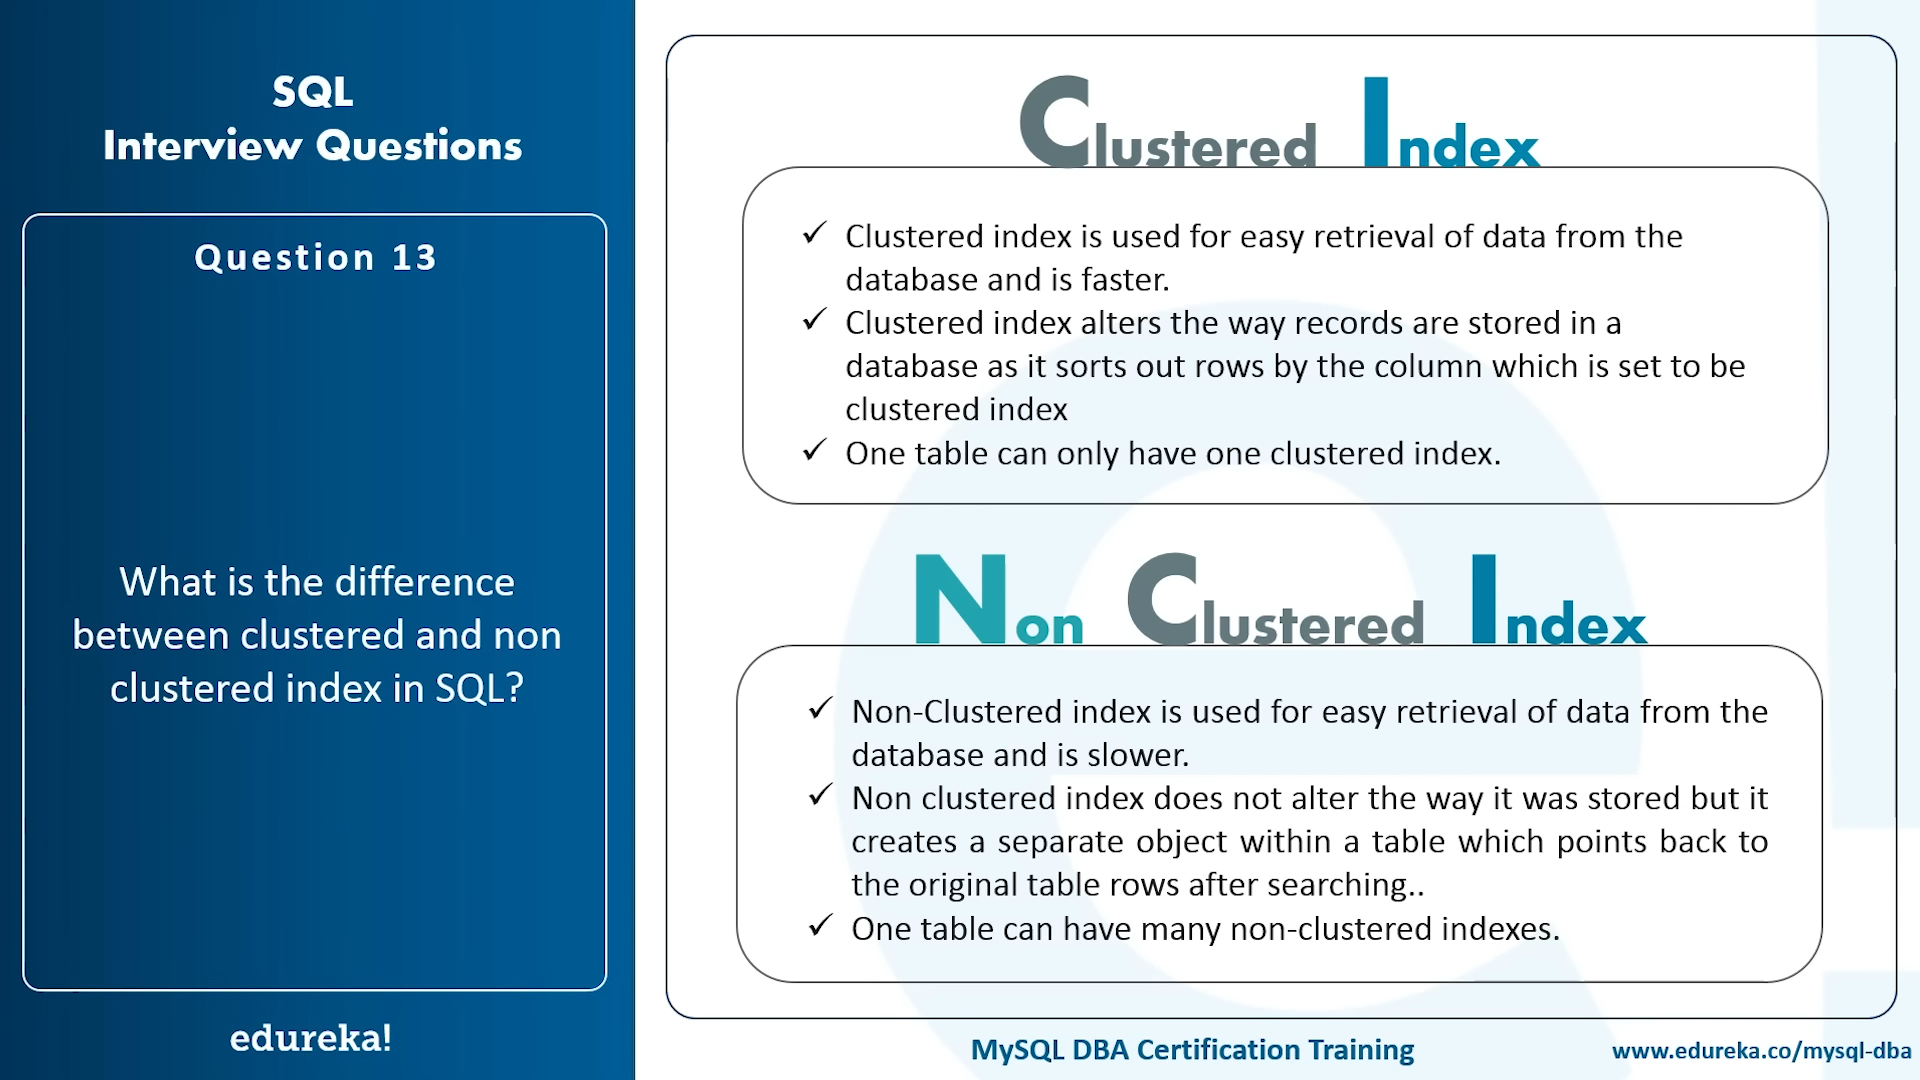 SQL
Interview Questions
Question 13
What is the difference
between clustered and non
clustered index in SQL?
edureka!
Clustered Index
✓ Clustered index is used for easy retrieval of data from the
database and is faster.
✓ Clustered index alters the way records are stored in a
database as it sorts out rows by the column which is set to be
clustered index
✓ One table can only have one clustered index.
Non Clustered Index
✓ Non-Clustered index is used for easy retrieval of data from the
database and is slower.
✓ Non clustered index does not alter the way it was stored but it
creates a separate object within a table which points back to
the original table rows after searching..
✓ One table can have many non-clustered indexes.
MySQL DBA Certification Training
www.edureka.co/mysql-dba